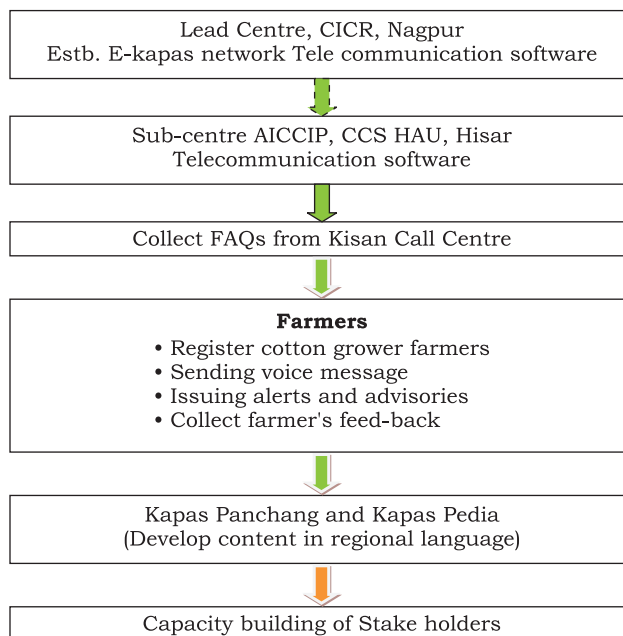 Lead Centre, CICR, Nagpur
Estb. E-kapas network Tele communication software
Sub-centre AICCIP, CCS HAU, Hisar
Telecommunication software
Collect FAQs from Kisan Call Centre
Farmers
• Register cotton grower farmers
• Sending voice message
• Issuing alerts and advisories
• Collect farmer's feed-back
Kapas Panchang and Kapas Pedia
(Develop content in regional language)
Capacity building of Stake holders